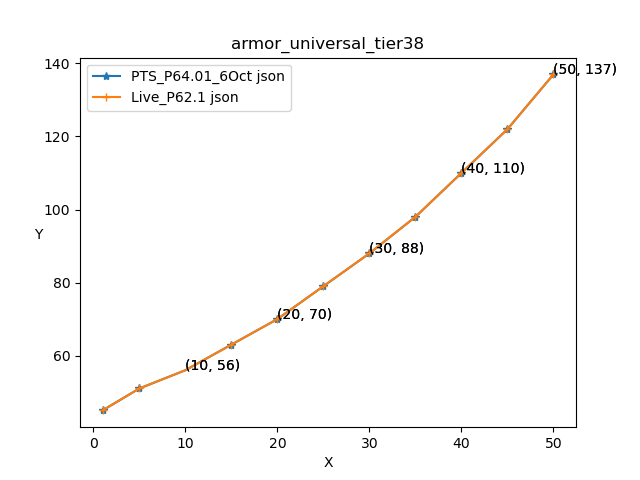 armor_universal_tier38
PTS_P64.01_6Oct json
Live_P62.1 json
(50, 137)
(40, 110)
(30, 88)
(20, 70)
(10, 56)
Y
140
120
100
80
60
0 10 20 30 40 50
X